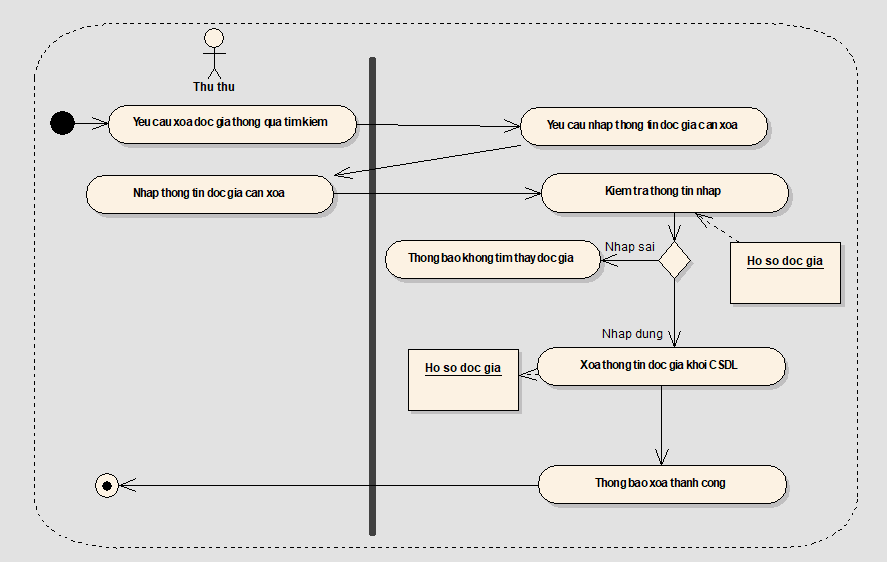 Thu thu
Yeu cau xoa doc gia thong qua tim kiem
Yeu cau nhap thong tin doc gia can xoa
Nhap thong tin doc gia can xoa
Kiem tra thong tin nhap
Nhap sai
Thong bao khong tim thay doc gia
Ho so doc gia
Nhap dung
Ho so doc gia
Xoa thong tin doc gia khoi CSDL
Thong bao xoa thanh cong